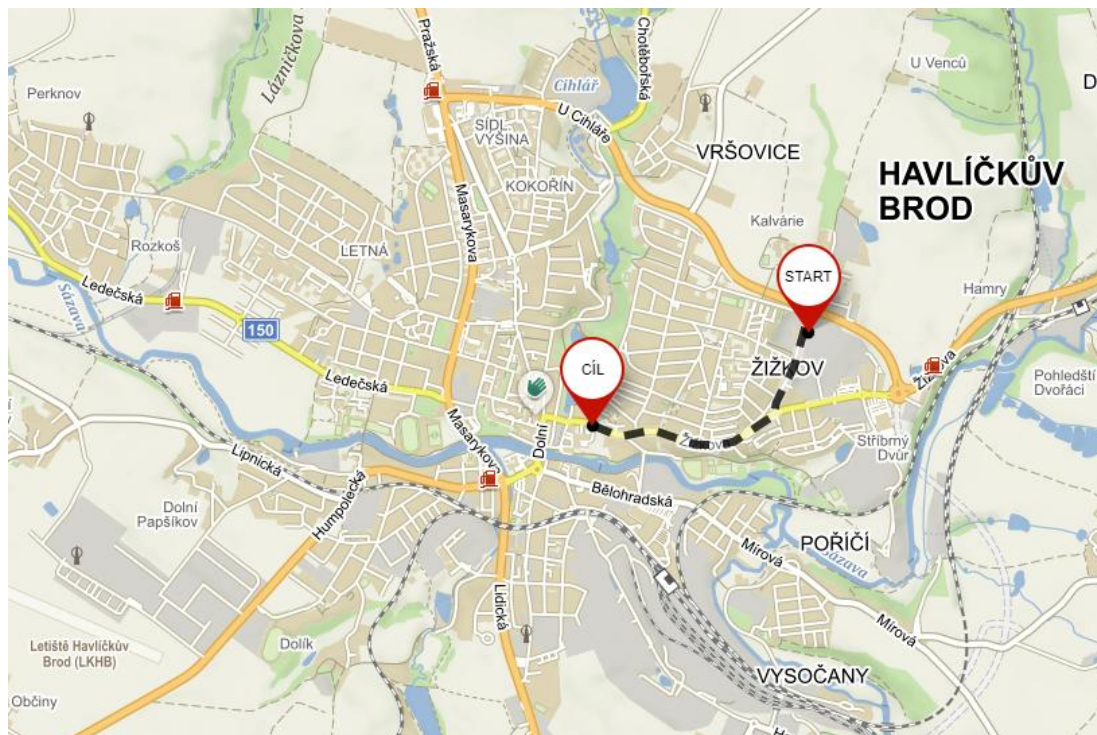 Pražská
Lázničkova
Cihlář
Chotěbořská
U Venců
D
Perknov
SÍDL.
VÝŠINA
U Cihláře
VRŠOVICE
HAVLÍČKŮV
BROD
KOKOŘÍN
Masarykova
Kalvárie
LETNÁ
Rozkoš
START
Hamry
Sázava
Ledečská
150
ŽIŽKOV
Žižkova
CÍL
Pohledští
Dvořáci
Ledečská
Dolní
Masarykova
Žižkova
Stříbrný
Dvůr
Lipnická
Humpolecká
Bělohradská
Dolní
Papšíkov
POŘÍČÍ
Mírová
Sázava
Lidická
Mírová
Letiště Havlíčkův
Brod (LKHB)
Dolík
VYSOČANY
Občiny